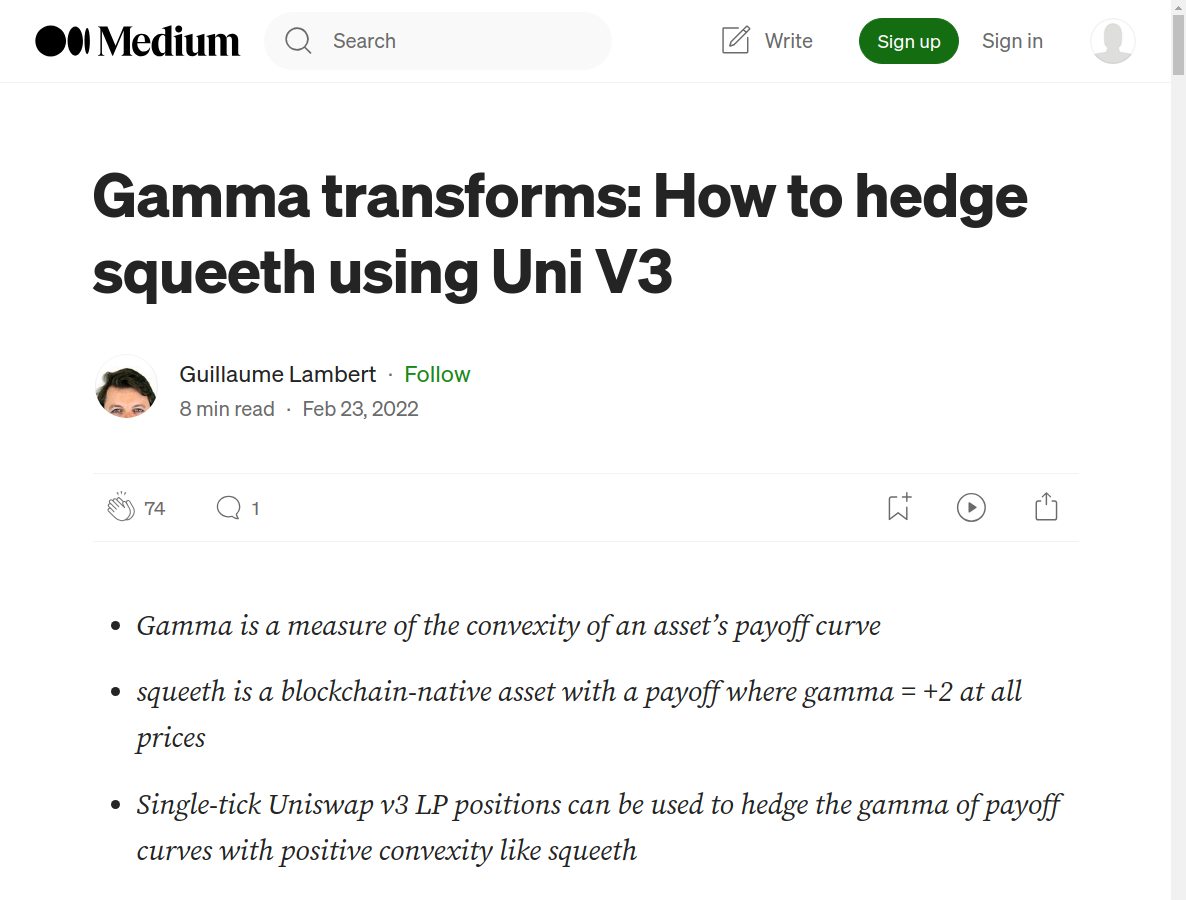 Medium
Search
Write
Sign up
Sign in
Gamma transforms: How to hedge
squeeth using Uni V3
Guillaume Lambert · Follow
8 min read · Feb 23, 2022
74
1
• Gamma is a measure of the convexity of an asset’s payoff curve
• squeeth is a blockchain-native asset with a payoff where gamma = +2 at all
prices
• Single-tick Uniswap v3 LP positions can be used to hedge the gamma of payoff
curves with positive convexity like squeeth